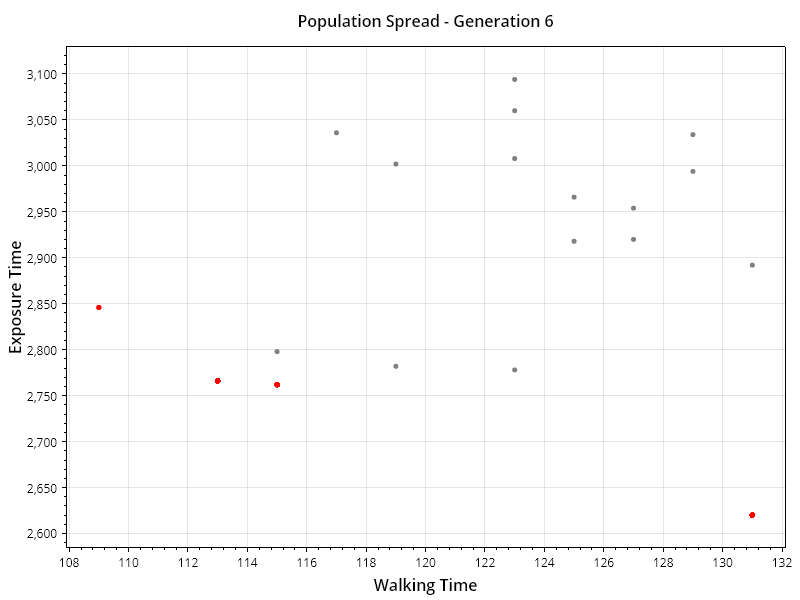 Population Spread - Generation 6
3,100
3,050
3,000
2,950
2,900
2,850
2,800
2,750
2,700
2,650
2,600
Exposure Time
108 110 112 114 116 118 120 122 124 126 128 130 132
Walking Time